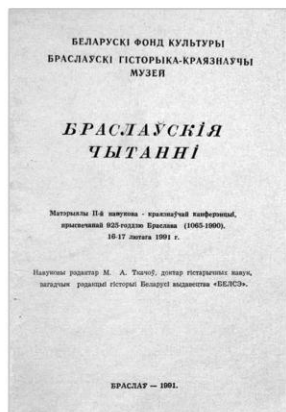 БЕЛАРУСКІ ФОНД КУЛЬТУРЫ
БРАСЛАЎСКІ ГІСТОРЫКА-КРАЯЗНАЎЧЫ
МУЗЕЙ
БРАСЛАЎСКІЯ
ЧЫТАННІ
Матэрыялы II-й навукова - краязнаўчай канферэнцыі,
прысвечанай 925-годдзю Браслава (1065-1990).
16-17 лютага 1991 г.
Навуковы рэдактар М. А. Ткачоў, доктар гістарычных навук,
загадчык рэдакцыі гісторыі Беларусі выдавецтва «БЕЛСЭ».
БРАСЛАЎ — 1991.